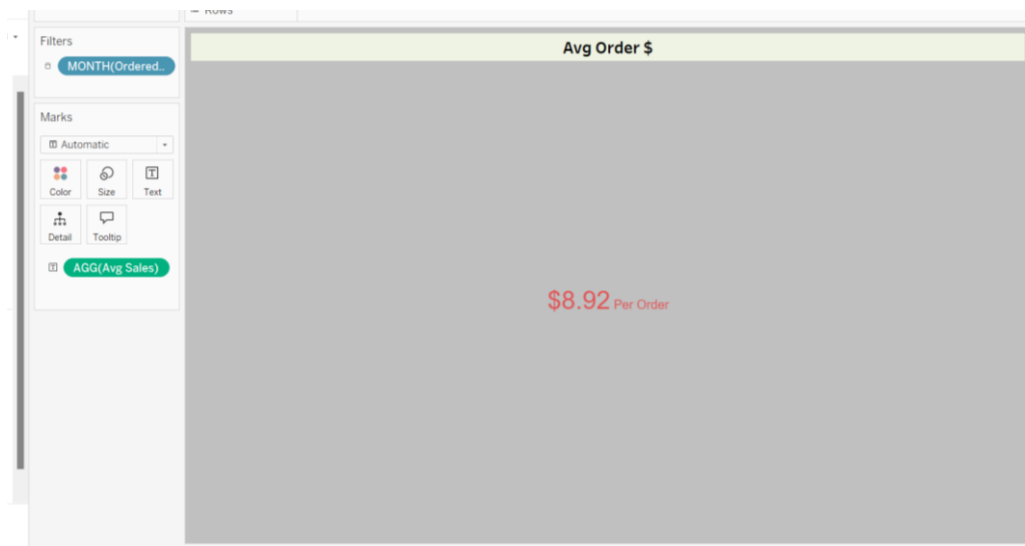 Rows
Filters
MONTH(Ordered..
Marks
Automatic
Color
Size
Text
Detail
Tooltip
AGG(Avg Sales)
Avg Order $
$8.92 Per Order